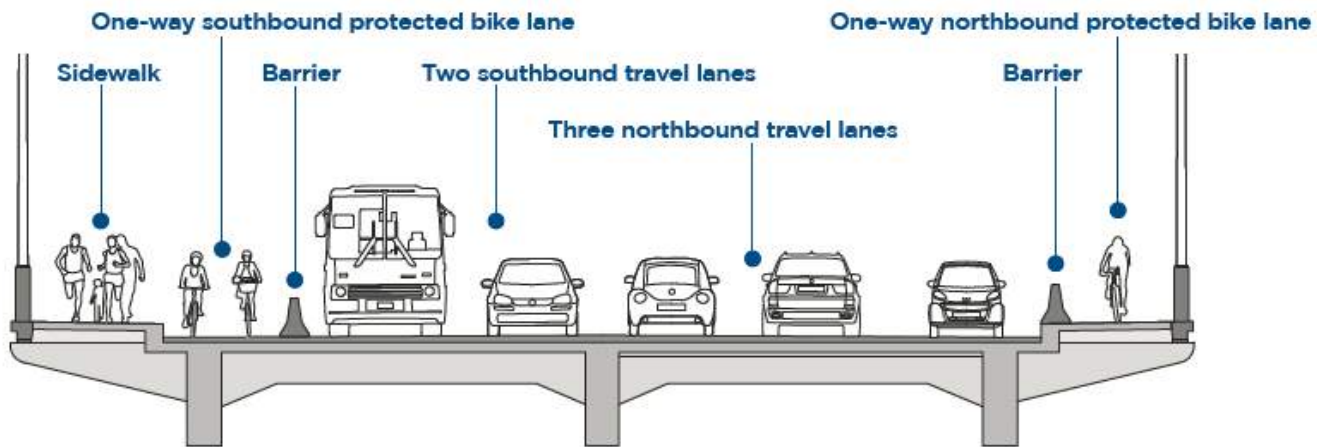 One-way southbound protected bike lane
One-way northbound protected bike lane
Sidewalk
Barrier
Two southbound travel lanes
Barrier
Three northbound travel lanes